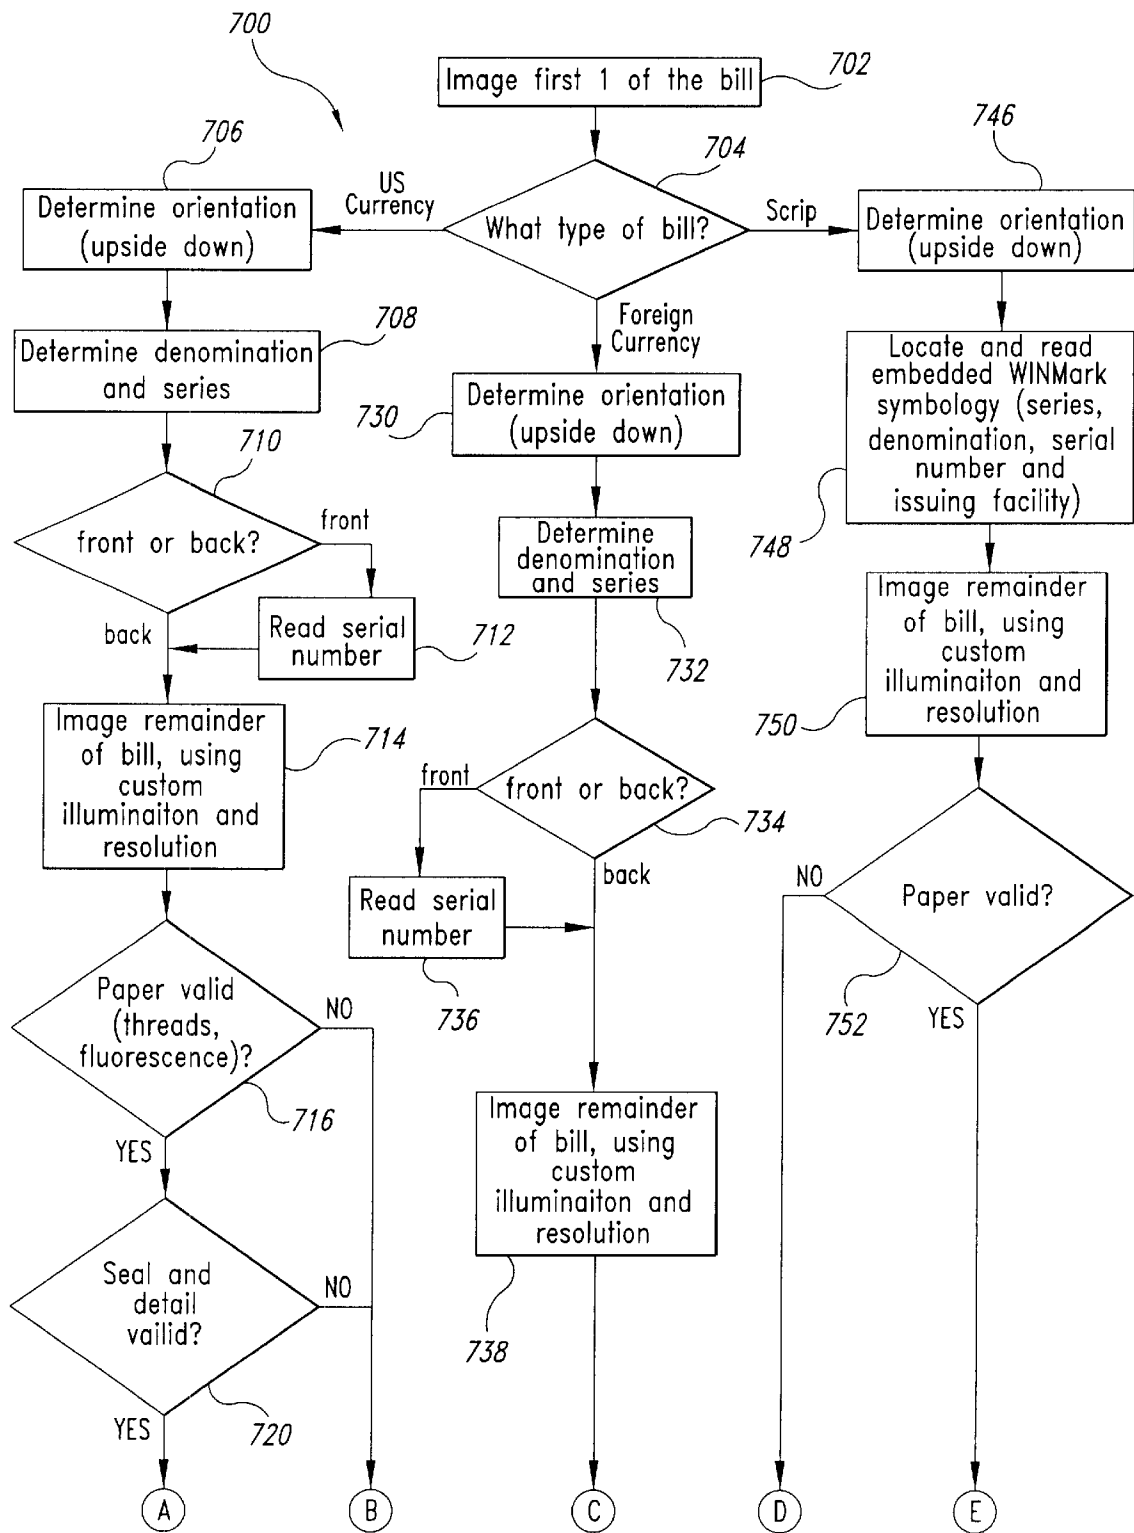 700
Image first 1 of the bill
702
704
What type of bill?
US
Currency
Scrip
Foreign
Currency
706
Determine orientation
(upside down)
708
Determine denomination
and series
710
front or back?
front
back
Read serial
number
712
Image remainder
of bill, using
custom
illuminaiton and
resolution
714
Paper valid
(threads,
fluorescence)?
NO
716
YES
Seal and
detail
vailid?
NO
720
YES
A
B
730
Determine orientation
(upside down)
Determine
denomination
and series
732
front
front or back?
734
back
Read serial
number
736
Image remainder
of bill, using
custom
illuminaiton and
resolution
738
C
746
Determine orientation
(upside down)
Locate and read
embedded WINMark
symbology (series,
denomination, serial
number and
issuing facility)
748
Image remainder
of bill, using
custom
illuminaiton and
resolution
750
NO
Paper valid?
752
YES
D
E